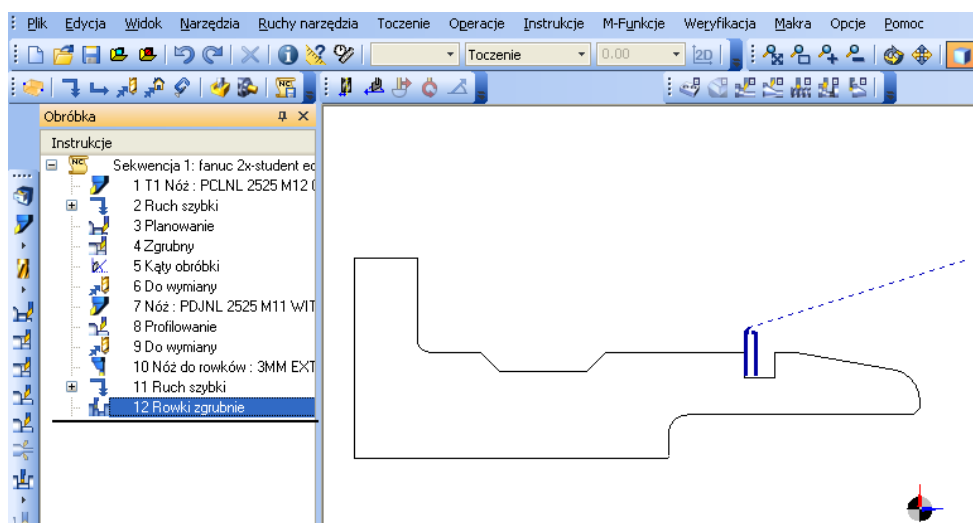 Plik Edycja Widok Narzędzia Ruchy narzędzia Toczenie Operacje Instrukcje M-Funkcje Weryfikacja Makra Opcje Pomoc
Toczenie 0.00 2D
NC
Obróbka
Instrukcje
NC Sekwencja 1: fanuc 2x-student ed
1 T1 Nóż : PCLNL 2525 M12
2 Ruch szybki
3 Planowanie
4 Zgrubny
5 Kąty obróbki
6 Do wymiany
7 Nóż : PDJNL 2525 M11 WIT
8 Profilowanie
9 Do wymiany
10 Nóż do rowków : 3MM EXT
11 Ruch szybki
12 Rowki zgrubnie